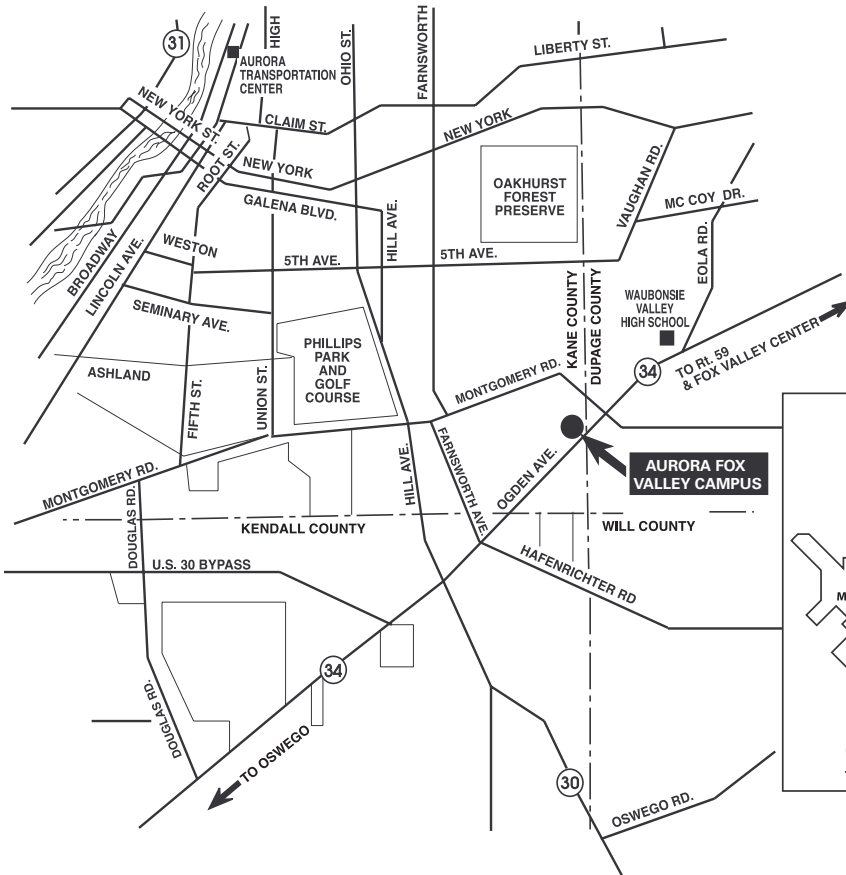 31
AURORA
TRANSPORTATION
CENTER
HIGH
OHIO ST.
FARNSWORTH
LIBERTY ST.
NEW YORK ST.
CLAIM ST.
ROOT ST.
NEW YORK
NEW YORK
GALENA BLVD.
OAKHURST
FOREST
PRESERVE
VAUGHAN RD.
MC COY DR.
BROADWAY
LINCOLN AVE.
WESTON
5TH AVE.
HILL AVE.
5TH AVE.
EOLA RD.
SEMINARY AVE.
WAUBONSIE
VALLEY
HIGH SCHOOL
KANE COUNTY
DUPAGE COUNTY
PHILLIPS
PARK
AND
GOLF
COURSE
ASHLAND
FIFTH ST.
UNION ST.
MONTGOMERY RD.
34
TO Rt. 59
& FOX VALLEY CENTER
MONTGOMERY RD.
DOUGLAS RD.
HILL AVE.
FARNSWORTH AVE.
OGDEN AVE.
AURORA FOX
VALLEY CAMPUS
KENDALL COUNTY
WILL COUNTY
U.S. 30 BYPASS
HAFENRICHTER RD
M
34
DOUGLAS RD.
TO OSWEGO
30
OSWEGO RD.